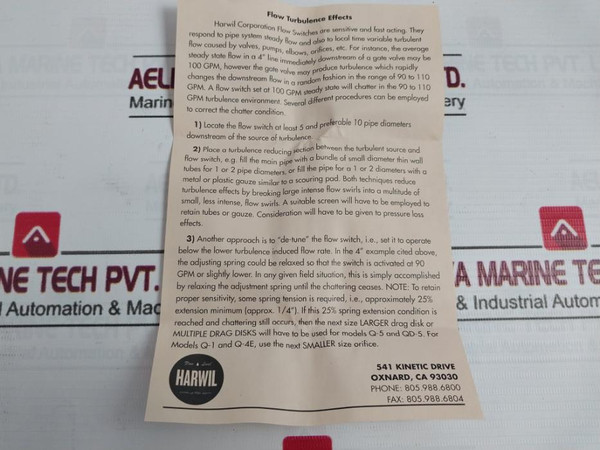 Flow Turbulence Effects
Harwil Corporation Flow Switches are sensitive and fast acting. They
respond to pipe system steady flow and also to local time variable turbulent
flow caused by valves, pumps, elbows, orifices, etc. For instance, the average
steady state flow in a 4" line immediately downstream of a gate valve may be
100 GPM, however the gate valve may produce turbulence which rapidly
changes the downstream flow in a random fashion in the range of 90 to 110
GPM. A flow switch set at 100 GPM steady state will chatter in the 90 to 110
GPM turbulence environment. Several different procedures can be employed
to correct the chatter condition.
1) Locate the flow switch at least 5 and preferable 10 pipe diameters
downstream of the source of turbulence.
2) Place a turbulence reducing section between the turbulent source and
flow switch, e.g. fill the main pipe with a bundle of small diameter thin wall
tubes for 1 or 2 pipe diameters, or fill the pipe for a 1 or 2 diameters with a
metal or plastic gauze similar to a scouring pad. Both techniques reduce
turbulence effects by breaking large intense flow swirls into a multitude of
small, less intense, flow swirls. A suitable screen will have to be employed to
retain tubes or gauze. Consideration will have to be given to pressure loss
effects.
3) Another approach is to "de-tune" the flow switch, i.e., set it to operate
below the lower turbulence induced flow rate. In the 4" example cited above,
the adjusting spring could be relaxed so that the switch is activated at 90
GPM or slightly lower. In any given field situation, this is simply accomplished
by relaxing the adjustment spring until the chattering ceases. NOTE: To retain
proper sensitivity, some spring tension is required, i.e., approximately 25%
extension minimum (approx. 1/4"). If this 25% spring extension condition is
reached and chattering still occurs, then the next size LARGER drag disk or
MULTIPLE DRAG DISKS will have to be used for models Q-5 and QD-5. For
Models Q-1 and Q-4E, use the next SMALLER size orifice.
HARWIL
541 KINETIC DRIVE
OXNARD, CA 93030
PHONE: 805.988.6800
FAX: 805.988.6804
AEL
LTD.
Marin
ery
NE TECH PVT.
YA MARINE TE
l Automation & Mac
& Industrial Automat